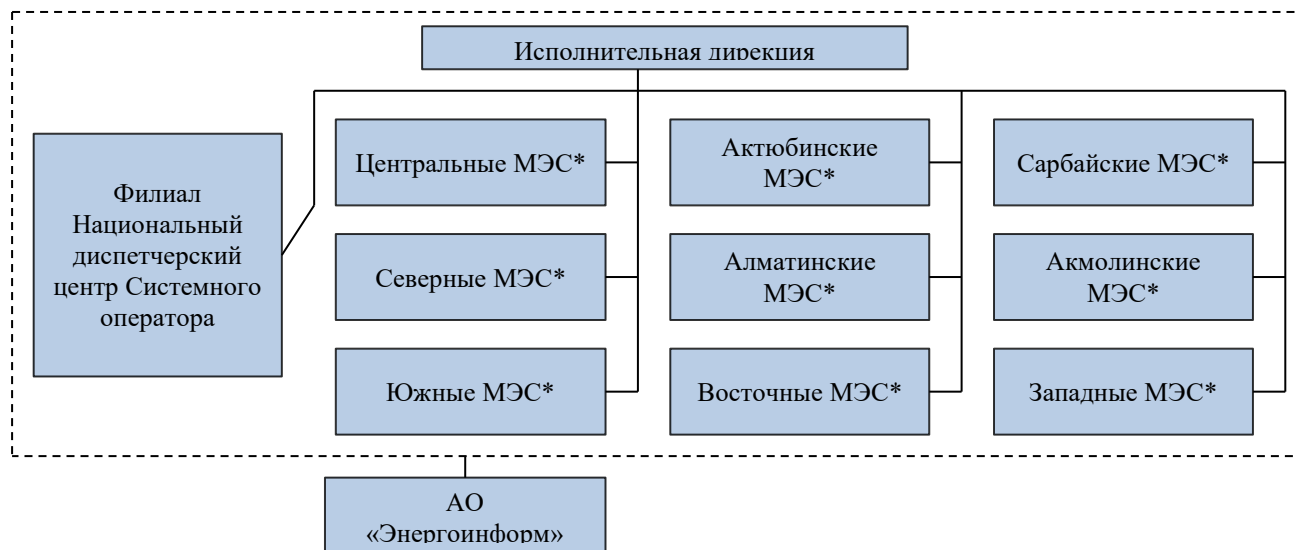 Исполнительная дирекция
Филиал
Национальный
диспетчерский
центр Системного
оператора
Центральные МЭС*
Актюбинские
МЭС*
Сарбайские МЭС*
Северные МЭС*
Алматинские
МЭС*
Акмолинские
МЭС*
Южные МЭС*
Восточные МЭС*
Западные МЭС*
АО
«Энергоинформ»